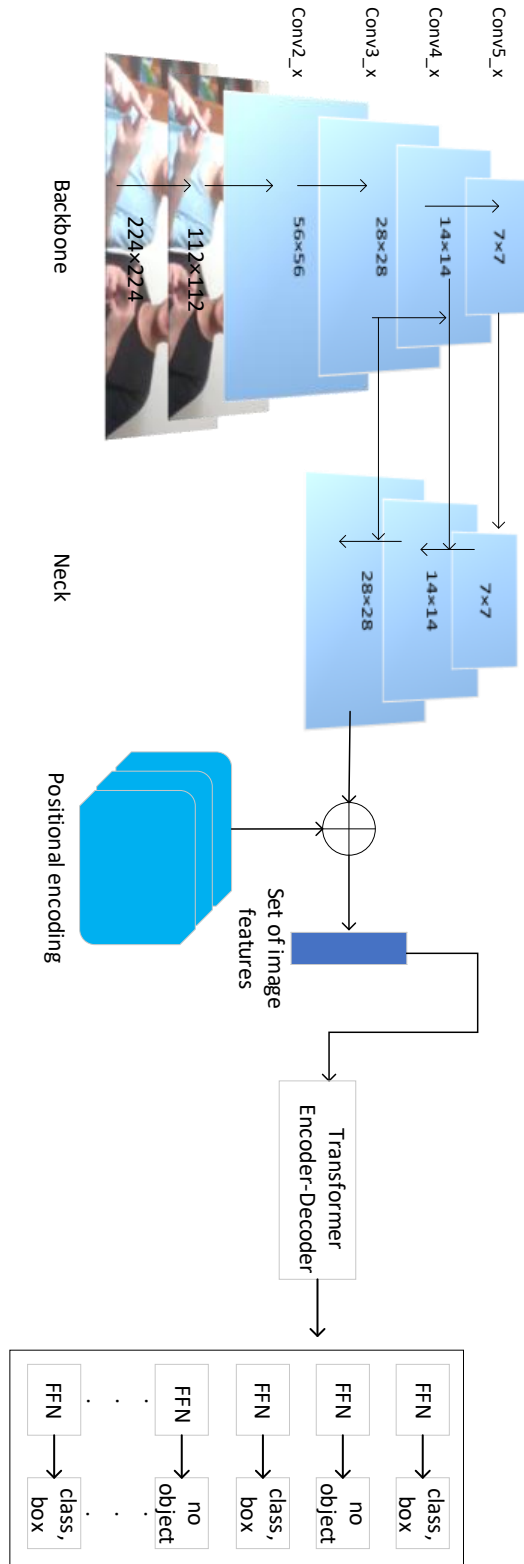 Conv5_x
Conv4_x
Conv3_x
Conv2_x
7×7
14×14
28×28
56×56
112×112
224×224
Backbone
7×7
14×14
28×28
Neck
Positional encoding
Set of image
features
Transformer
Encoder-Decoder
FFN
class,
box
FFN
no
object
FFN
class,
box
FFN
no
object
. . .
. . .
FFN
class,
box